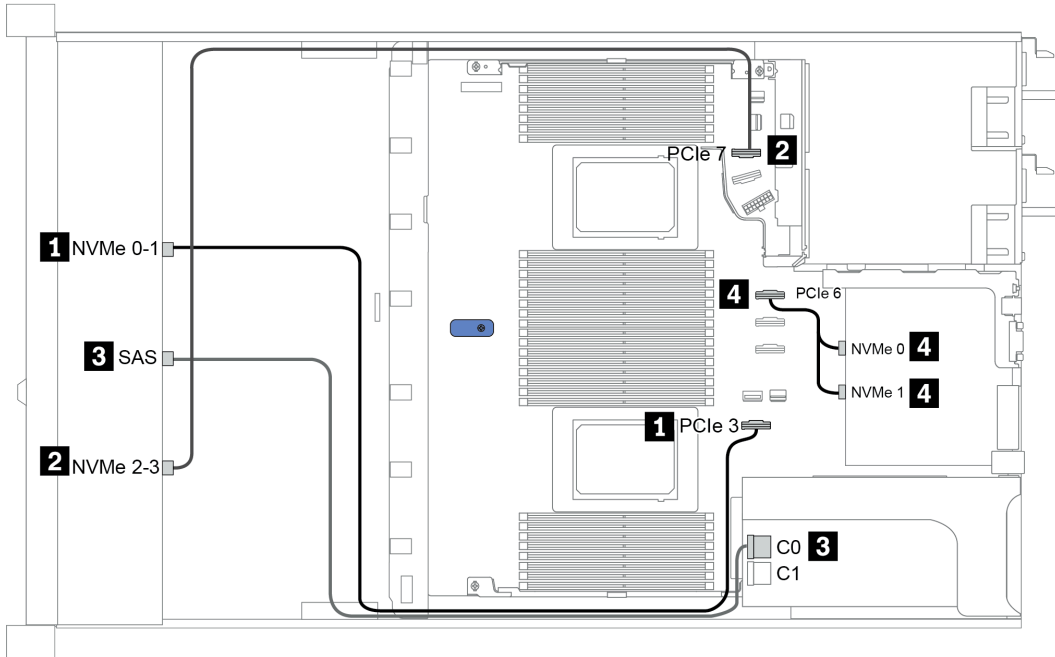 PCIe 7 2
1 NVMe 0-1
4 PCIe 6
NVMe 0 4
3 SAS
NVMe 1 4
1 PCIe 3
2 NVMe 2-3
C0 3
C1